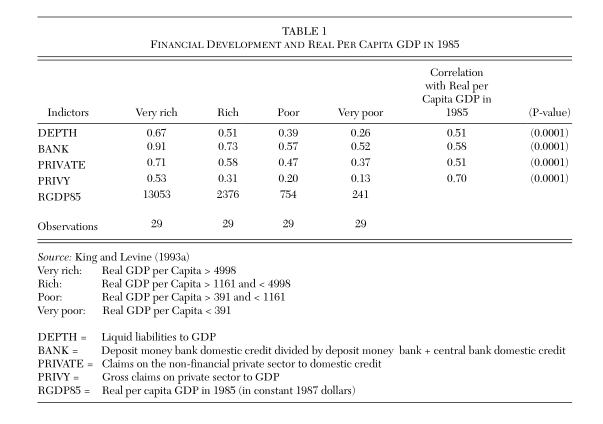 TABLE 1
FINANCIAL DEVELOPMENT AND REAL PER CAPITA GDP IN 1985
Correlation
with Real per
Capita GDP in
Indictors Very rich Rich Poor Very poor 1985 (P-value)
DEPTH 0.67 0.51 0.39 0.26 0.51 (0.0001)
BANK 0.91 0.73 0.57 0.52 0.58 (0.0001)
PRIVATE 0.71 0.58 0.47 0.37 0.51 (0.0001)
PRIVY 0.53 0.31 0.20 0.13 0.70 (0.0001)
RGDP85 13053 2376 754 241
Observations 29 29 29 29
Source: King and Levine (1993a)
Very rich: Real GDP per Capita > 4998
Rich: Real GDP per Capita > 1161 and < 4998
Poor: Real GDP per Capita > 391 and < 1161
Very poor: Real GDP per Capita < 391
DEPTH = Liquid liabilities to GDP
BANK = Deposit money bank domestic credit divided by deposit money bank + central bank domestic credit
PRIVATE = Claims on the non-financial private sector to domestic credit
PRIVY = Gross claims on private sector to GDP
RGDP85 = Real per capita GDP in 1985 (in constant 1987 dollars)